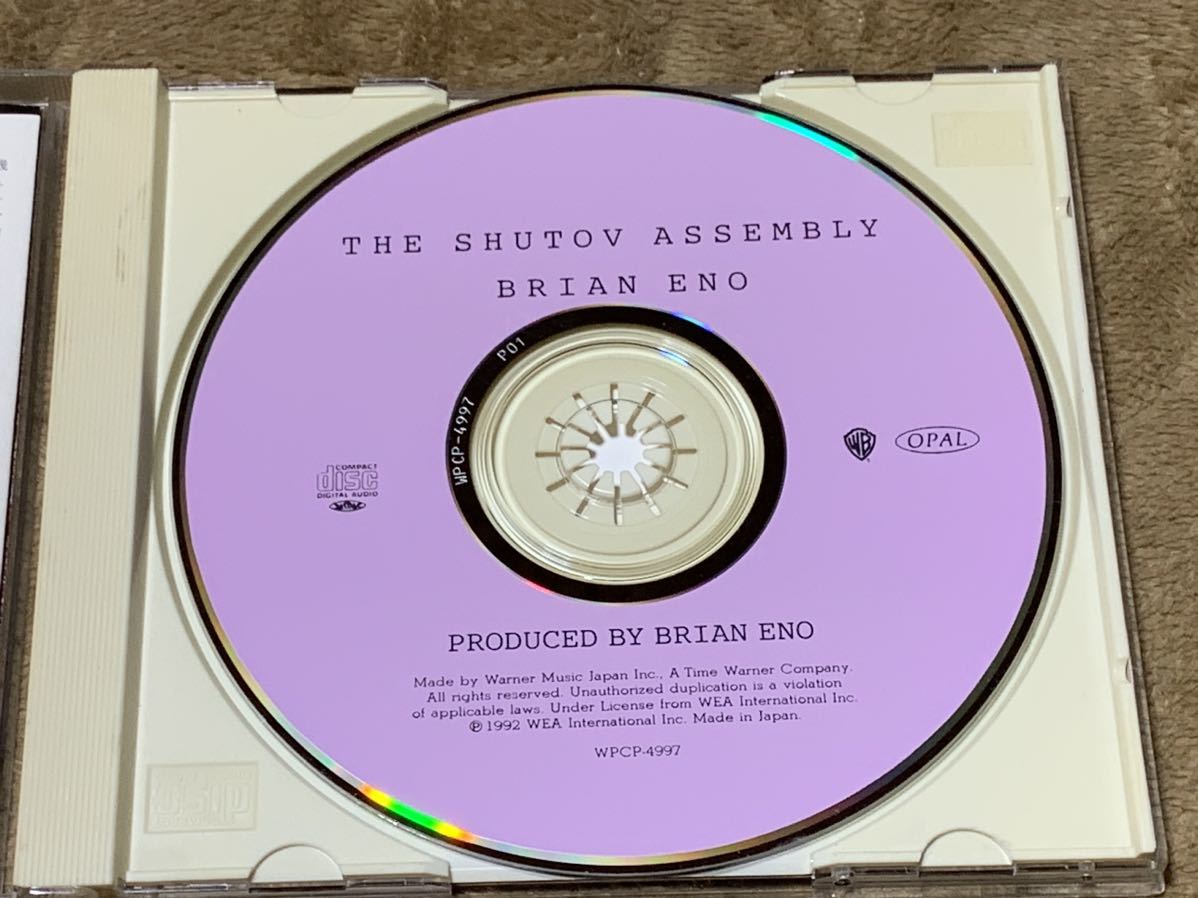 THE SHUTOV ASSEMBLY
BRIAN ENO
P01
WPCP-4997
COMPACT
disc
DIGITAL AUDIO
WB
OPAL
PRODUCED BY BRIAN ENO
Made by Warner Music Japan Inc., A Time Warner Company.
All rights reserved. Unauthorized duplication is a violation
of applicable laws. Under License from WEA International Inc.
℗ 1992 WEA International Inc. Made in Japan.
WPCP-4997